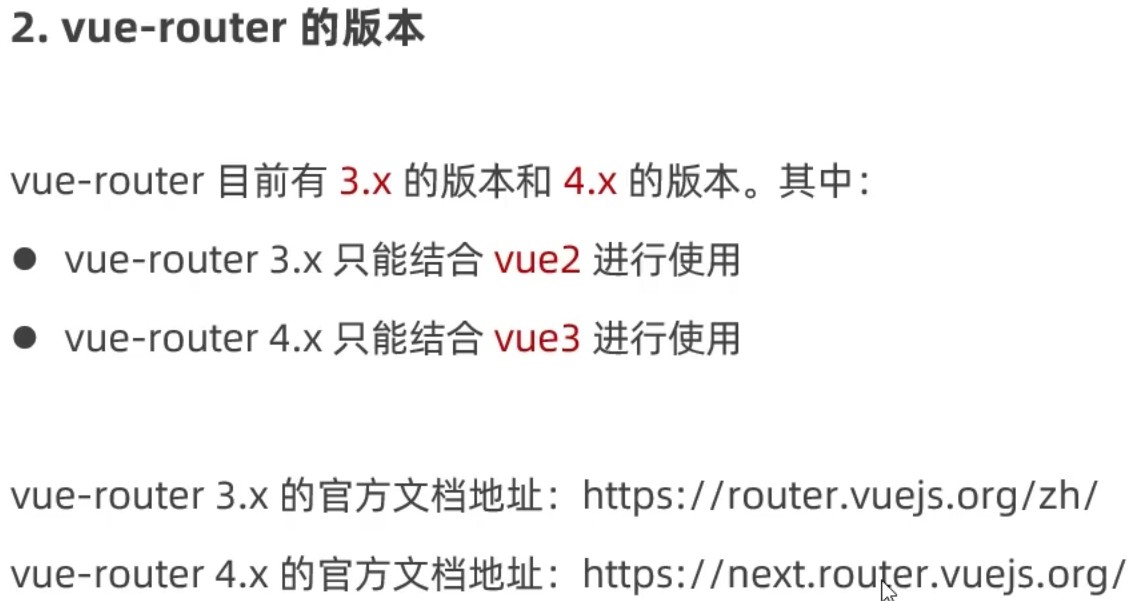 2. vue-router 的版本
vue-router 目前有 3.x 的版本和 4.x 的版本。其中：
● vue-router 3.x 只能结合 vue2 进行使用
● vue-router 4.x 只能结合 vue3 进行使用
vue-router 3.x 的官方文档地址：https://router.vuejs.org/zh/
vue-router 4.x 的官方文档地址：https://next.router.vuejs.org/